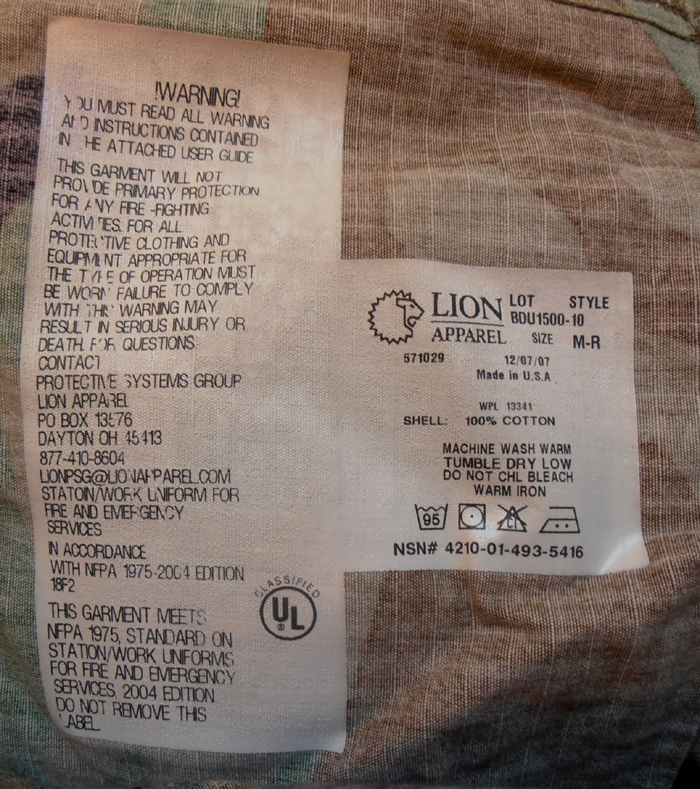 !WARNING!
YOU MUST READ ALL WARNING
AND INSTRUCTIONS CONTAINED
IN THE ATTACHED USER GUIDE
THIS GARMENT WILL NOT
PROVIDE PRIMARY PROTECTION
FOR ANY FIRE-FIGHTING
ACTIVITIES. FOR ALL
PROTECTIVE CLOTHING AND
EQUIPMENT APPROPRIATE FOR
THE TYPE OF OPERATION MUST
BE WORN FAILURE TO COMPLY
WITH THIS WARNING MAY
RESULT IN SERIOUS INJURY OR
DEATH. FOR QUESTIONS
CONTACT
PROTECTIVE SYSTEMS GROUP
LION APPAREL
PO BOX 13576
DAYTON OH 45413
877-410-8604
LIONPSG@LIONAPPAREL.COM
STATION/WORK UNIFORM FOR
FIRE AND EMERGENCY
SERVICES
IN ACCORDANCE
WITH NFPA 1975-2004 EDITION
18F2
CLASSIFIED
UL
®
THIS GARMENT MEETS
NFPA 1975, STANDARD ON
STATION/WORK UNIFORMS
FOR FIRE AND EMERGENCY
SERVICES, 2004 EDITION
DO NOT REMOVE THIS
LABEL
LION APPAREL
LOT STYLE
BDU1500-10
SIZE M-R
571029 12/07/07
Made in U.S.A
WPL 13341
SHELL: 100% COTTON
MACHINE WASH WARM
TUMBLE DRY LOW
DO NOT CHL BLEACH
WARM IRON
95 CL
NSN# 4210-01-493-5416